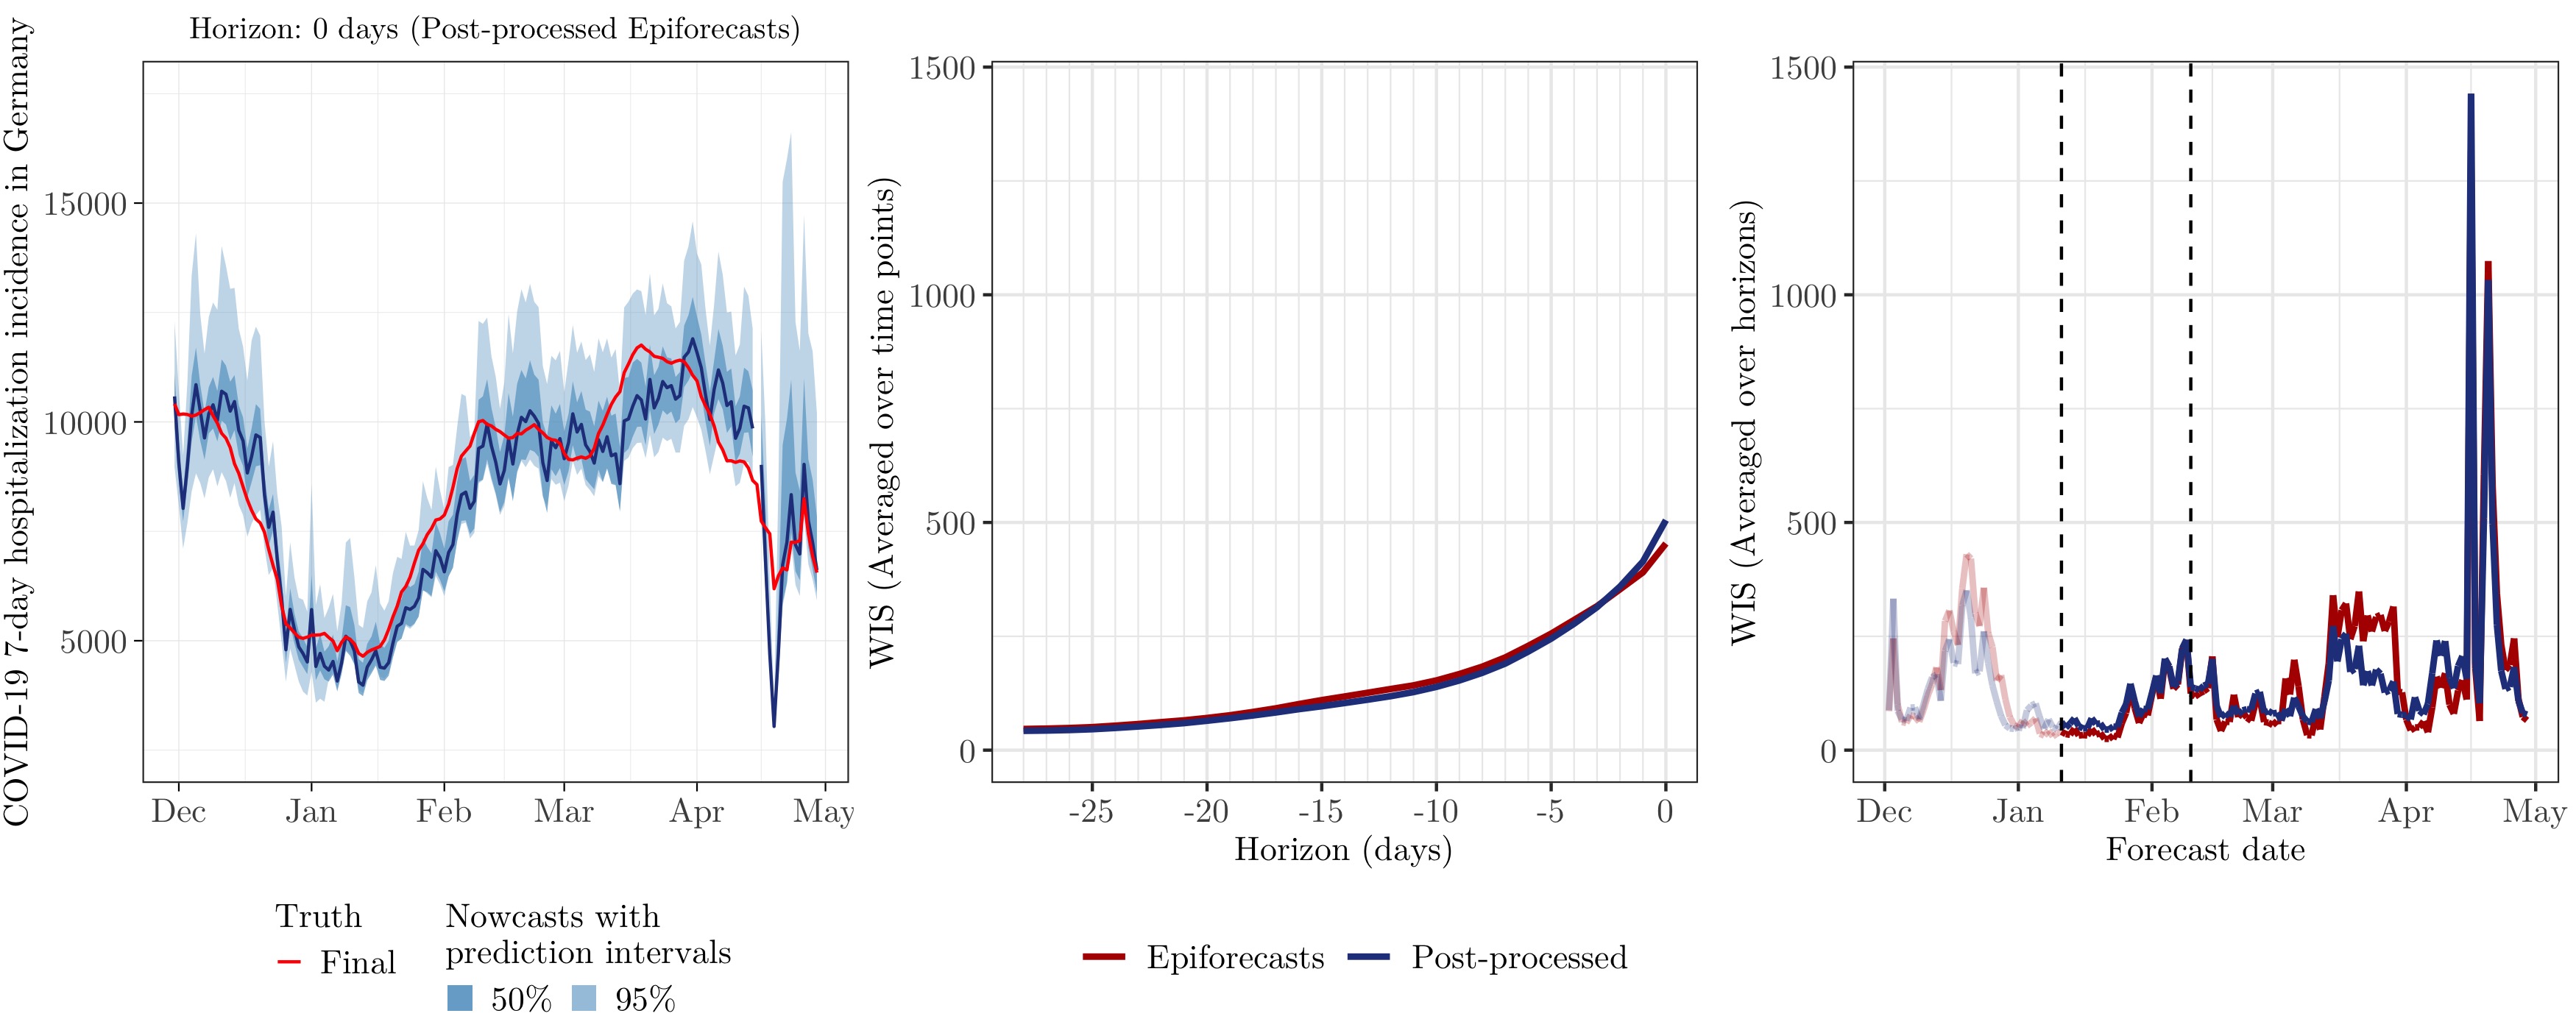 Horizon: 0 days (Post-processed Epiforecasts)
COVID-19 7-day hospitalization incidence in Germany
15000
10000
5000
Dec Jan Feb Mar Apr May
Truth
Final
Nowcasts with
prediction intervals
50% 95%
WIS (Averaged over time points)
1500
1000
500
0
-25 -20 -15 -10 -5 0
Horizon (days)
Epiforecasts Post-processed
WIS (Averaged over horizons)
1500
1000
500
0
Dec Jan Feb Mar Apr May
Forecast date